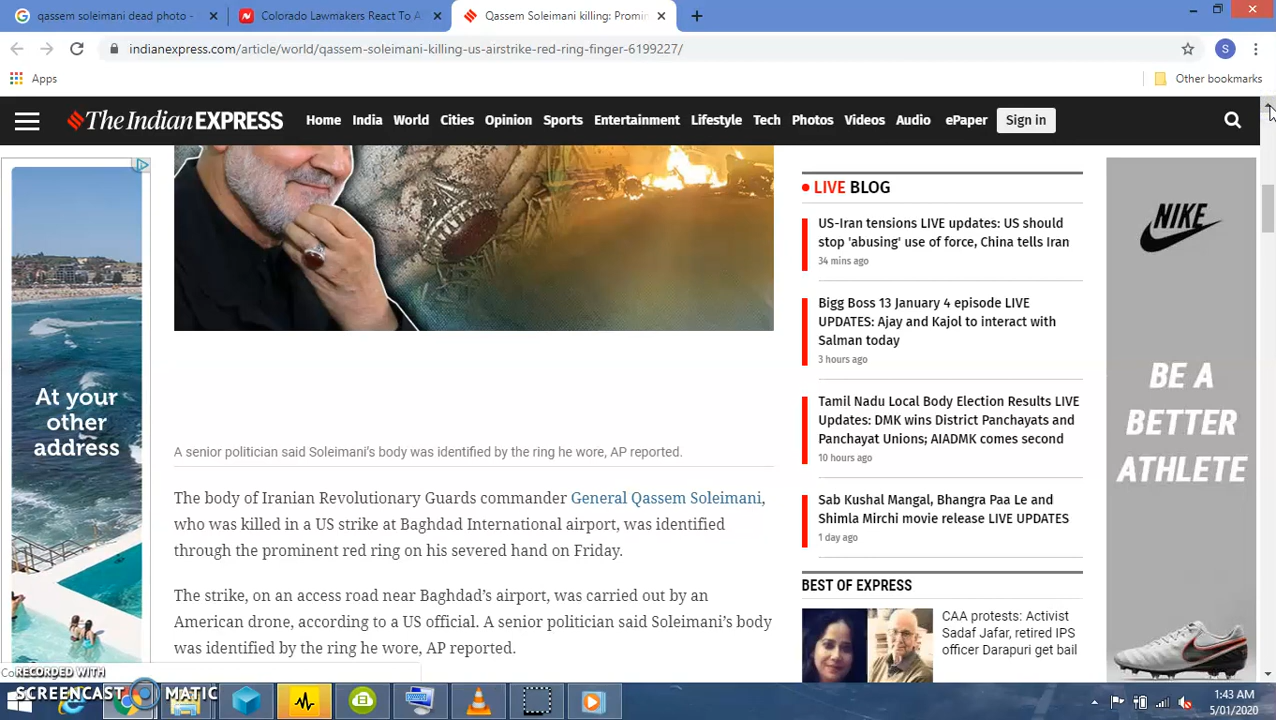 qassem soleimani dead photo -
Colorado Lawmakers React To A
Qassem Soleimani killing: Promin
indianexpress.com/article/world/qassem-soleimani-killing-us-airstrike-red-ring-finger-6199227/
S
Apps
Other bookmarks
The Indian EXPRESS
Home India World Cities Opinion Sports Entertainment Lifestyle Tech Photos Videos Audio ePaper Sign in
At your
other
address
A senior politician said Soleimani's body was identified by the ring he wore, AP reported.
The body of Iranian Revolutionary Guards commander General Qassem Soleimani,
who was killed in a US strike at Baghdad International airport, was identified
through the prominent red ring on his severed hand on Friday.
The strike, on an access road near Baghdad's airport, was carried out by an
American drone, according to a US official. A senior politician said Soleimani's body
was identified by the ring he wore, AP reported.
LIVE BLOG
US-Iran tensions LIVE updates: US should
stop 'abusing' use of force, China tells Iran
34 mins ago
Bigg Boss 13 January 4 episode LIVE
UPDATES: Ajay and Kajol to interact with
Salman today
3 hours ago
Tamil Nadu Local Body Election Results LIVE
Updates: DMK wins District Panchayats and
Panchayat Unions; AIADMK comes second
10 hours ago
Sab Kushal Mangal, Bhangra Paa Le and
Shimla Mirchi movie release LIVE UPDATES
1 day ago
BEST OF EXPRESS
CAA protests: Activist
Sadaf Jafar, retired IPS
officer Darapuri get bail
NIKE
BE A
BETTER
ATHLETE
RECORDED WITH
SCREENCAST MATIC
1:43 AM
5/01/2020